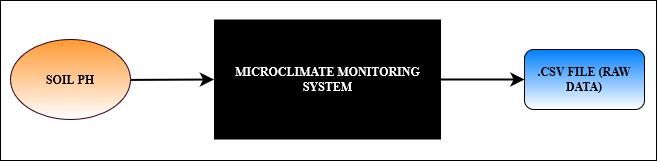 SOIL PH
MICROCLIMATE MONITORING
SYSTEM
.CSV FILE (RAW
DATA)